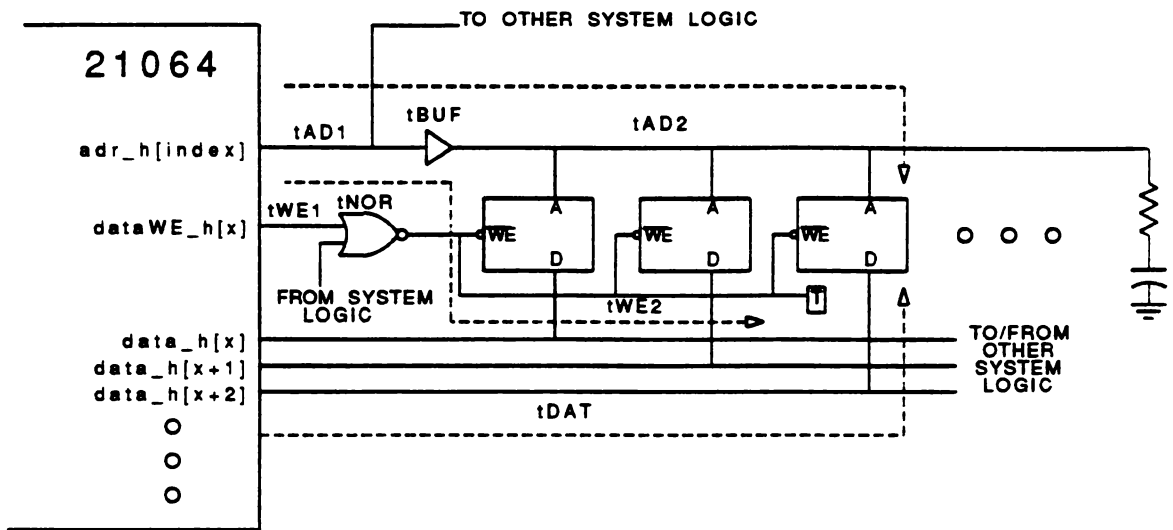 TO OTHER SYSTEM LOGIC
21064
tBUF
tAD1
tAD2
adr_h[index]
A
A
A
tWE1
tNOR
dataWE_h[x]
WE
WE
WE
D
D
D
FROM SYSTEM
LOGIC
tWE2
T
data_h[x]
data_h[x+1]
data_h[x+2]
TO/FROM
OTHER
SYSTEM
LOGIC
tDAT